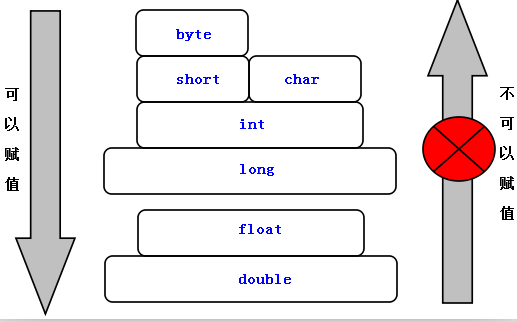 可以赋值
byte
short char
int
long
float
double
不可以赋值